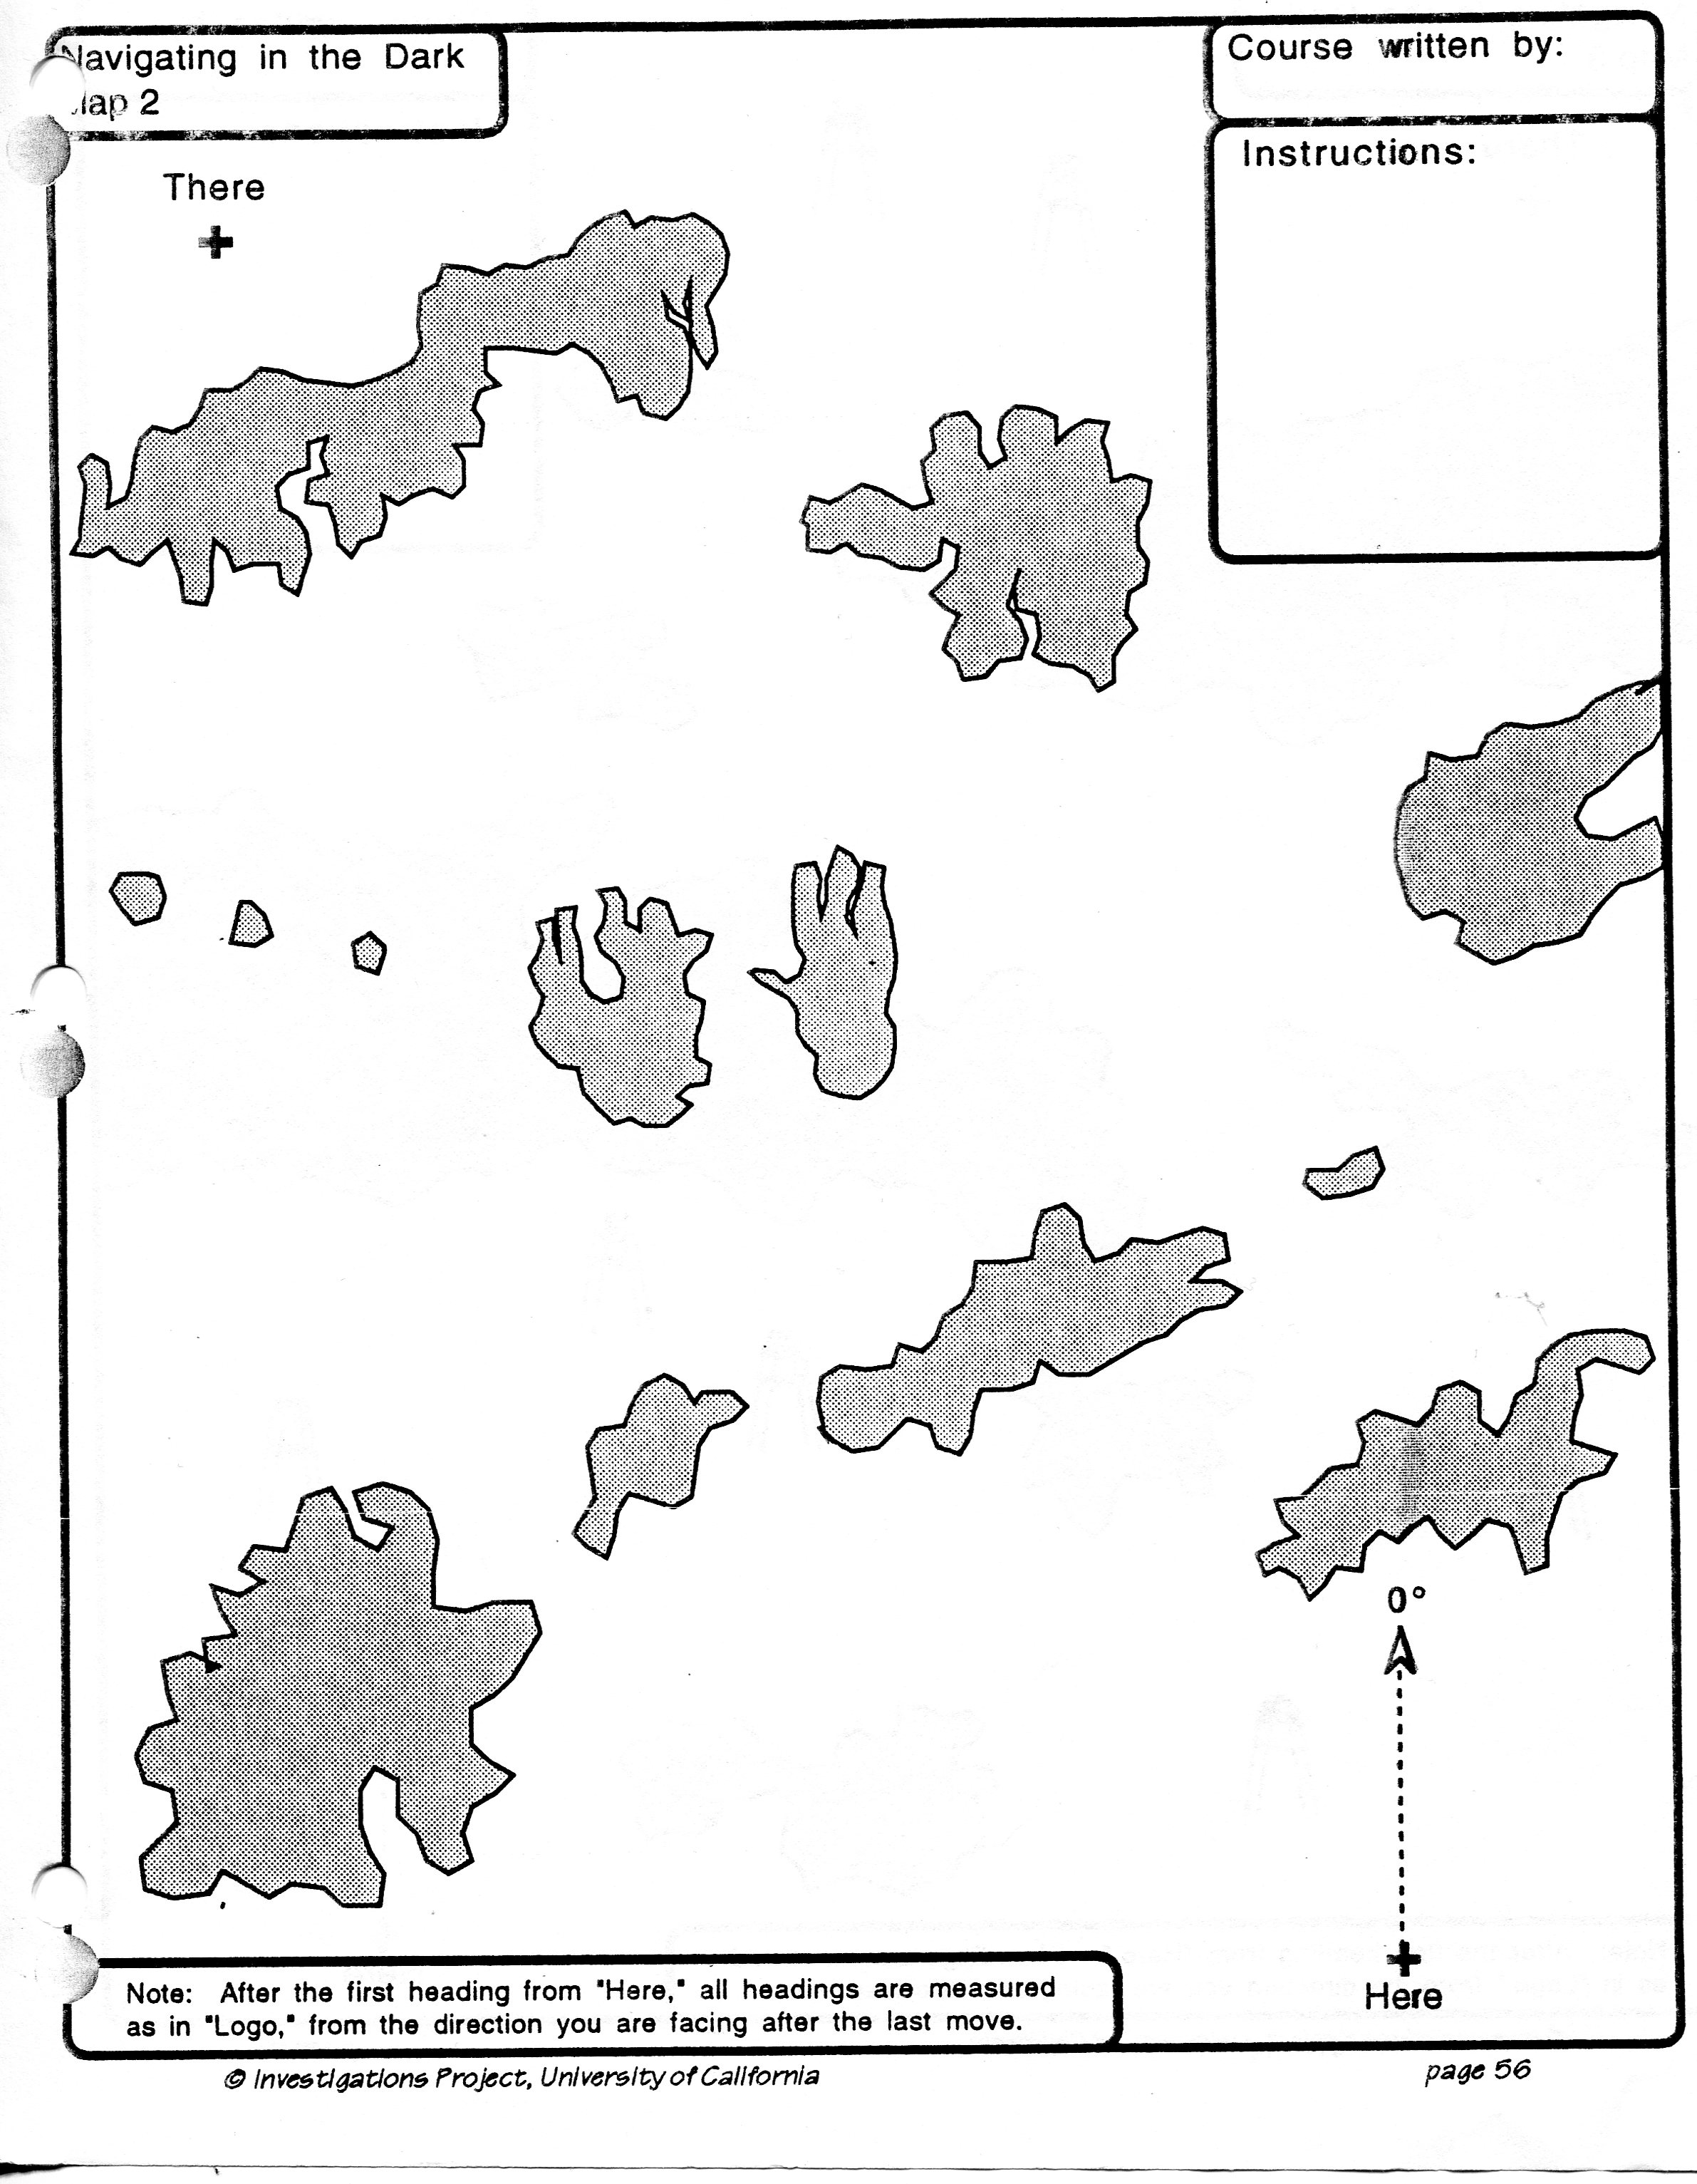 Navigating in the Dark
Map 2
Course written by:
Instructions:
There
0°
Here
Note: After the first heading from "Here," all headings are measured
as in "Logo," from the direction you are facing after the last move.
© Investigations Project, University of California
page 56